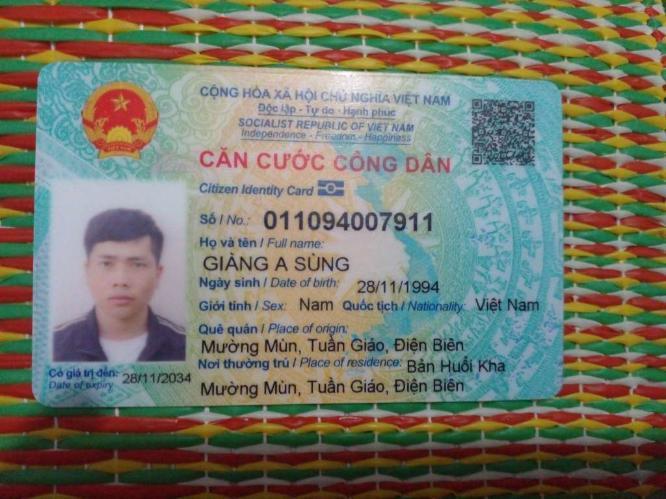 CỘNG HÒA XÃ HỘI CHỦ NGHĨA VIỆT NAM
Độc lập - Tự do - Hạnh phúc
SOCIALIST REPUBLIC OF VIET NAM
Independence - Freedom - Happiness
CĂN CƯỚC CÔNG DÂN
Citizen Identity Card
Số / No.: 011094007911
Họ và tên / Full name:
GIÀNG A SÙNG
Ngày sinh / Date of birth: 28/11/1994
Giới tính / Sex: Nam Quốc tịch / Nationality: Việt Nam
Quê quán / Place of origin:
Mường Mùn, Tuần Giáo, Điện Biên
Nơi thường trú / Place of residence: Bản Huổi Kha
Mường Mùn, Tuần Giáo, Điện Biên
Có giá trị đến: 28/11/2034
Date of expiry